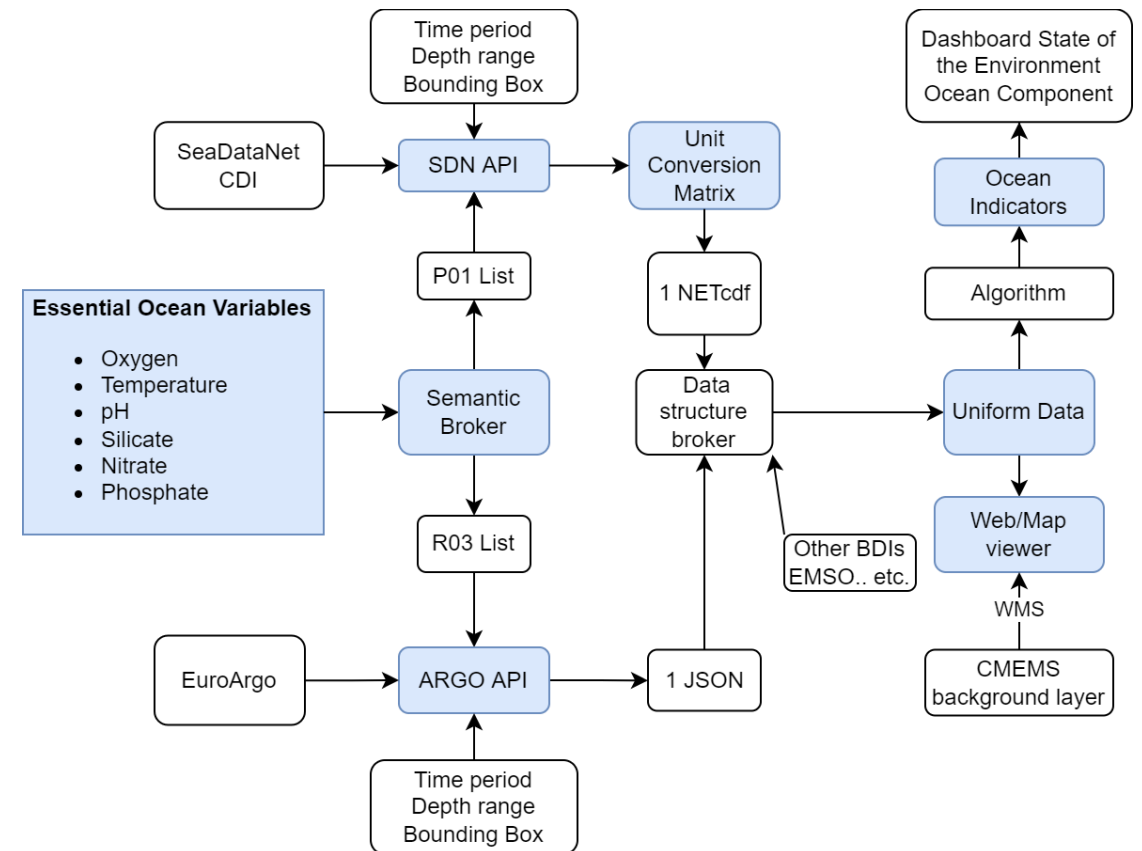 Time period
Depth range
Bounding Box
Dashboard State of
the Environment
Ocean Component
SeaDataNet
CDI
SDN API
Unit
Conversion
Matrix
Ocean
Indicators
P01 List
1 NETcdf
Algorithm
Essential Ocean Variables
• Oxygen
• Temperature
• pH
• Silicate
• Nitrate
• Phosphate
Semantic
Broker
Data
structure
broker
Uniform Data
R03 List
Other BDIs
EMSO.. etc.
Web/Map
viewer
WMS
EuroArgo
ARGO API
1 JSON
CMEMS
background layer
Time period
Depth range
Bounding Box